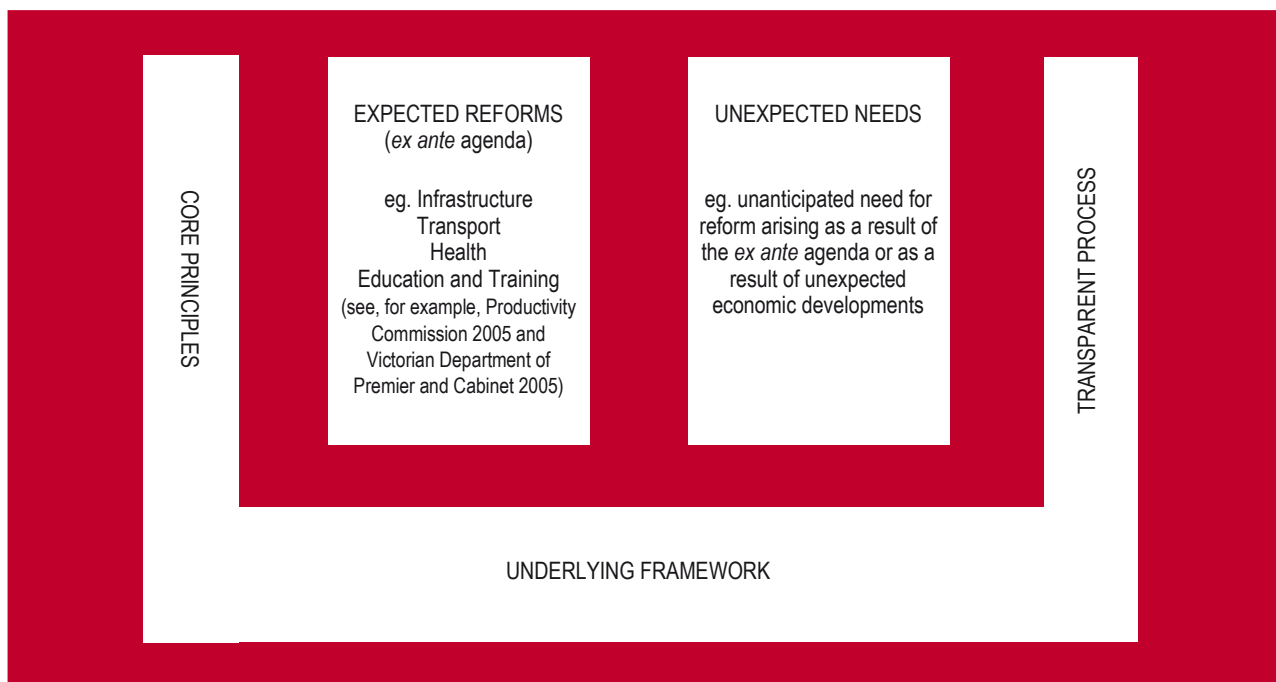 CORE PRINCIPLES
EXPECTED REFORMS
(ex ante agenda)
eg. Infrastructure
Transport
Health
Education and Training
(see, for example, Productivity
Commission 2005 and
Victorian Department of
Premier and Cabinet 2005)
UNEXPECTED NEEDS
eg. unanticipated need for
reform arising as a result of
the ex ante agenda or as a
result of unexpected
economic developments
TRANSPARENT PROCESS
UNDERLYING FRAMEWORK